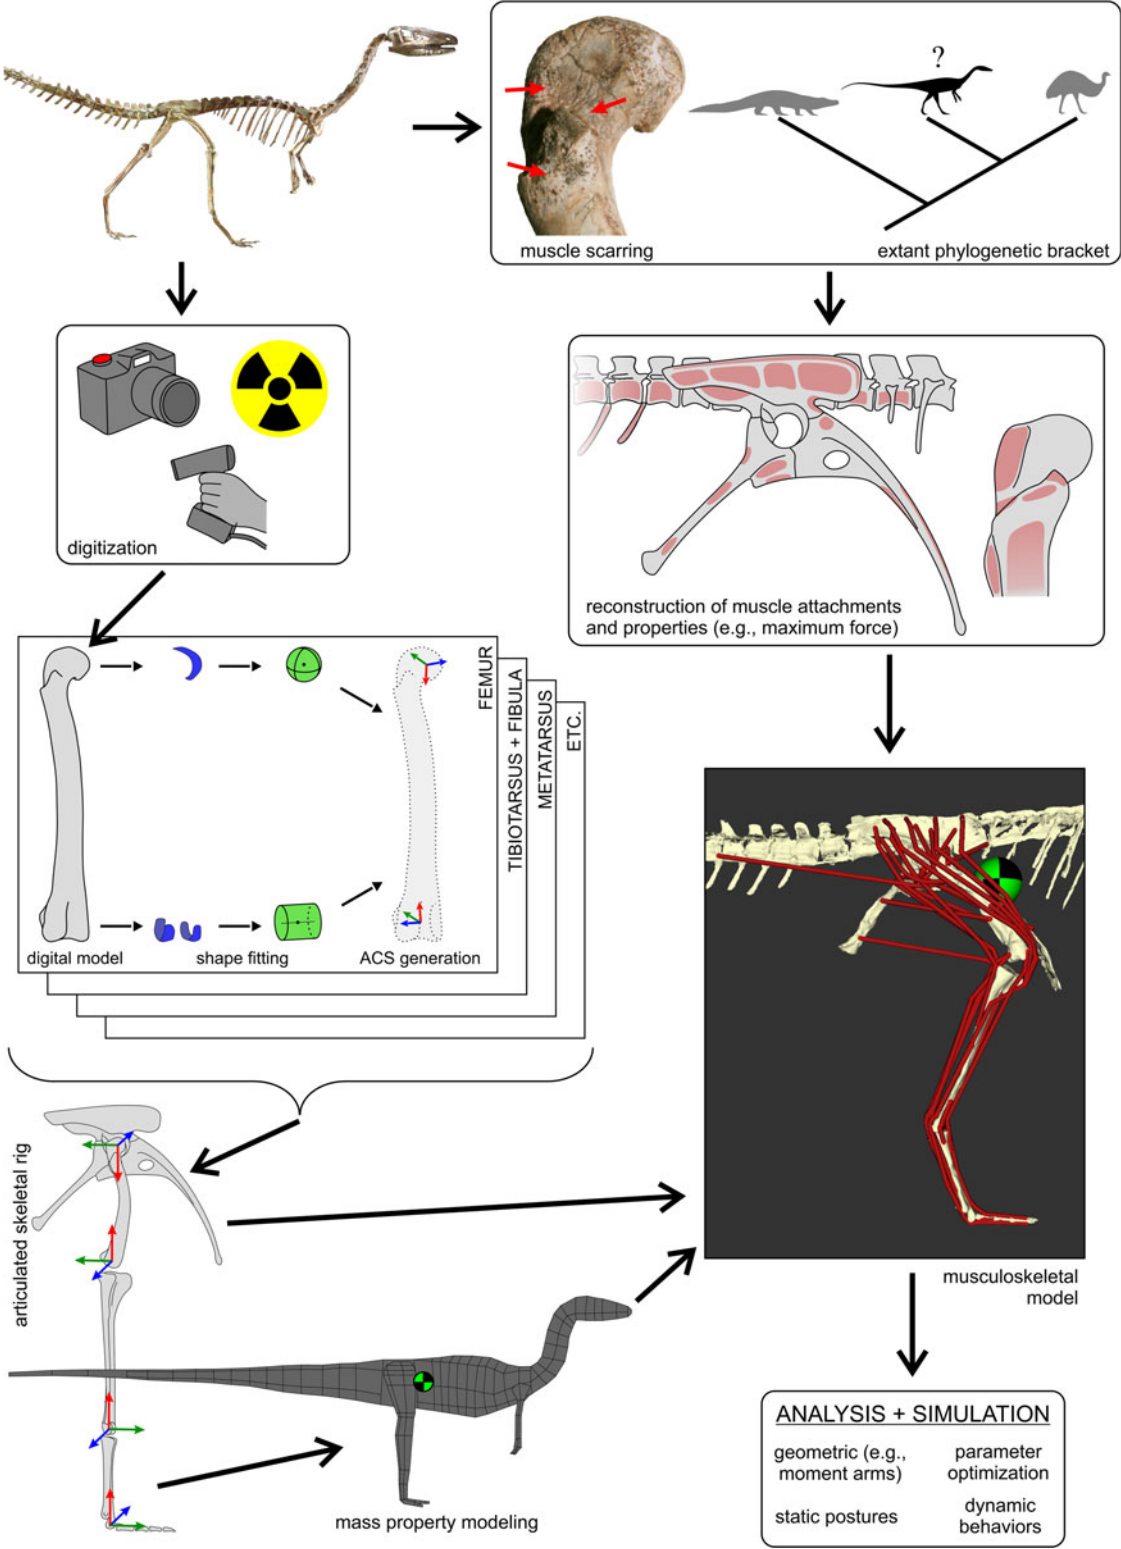 ?
muscle scarring
extant phylogenetic bracket
digitization
reconstruction of muscle attachments
and properties (e.g., maximum force)
FEMUR
TIBIOTARSUS + FIBULA
METATARSUS
ETC.
digital model
shape fitting
ACS generation
articulated skeletal rig
musculoskeletal
model
mass property modeling
ANALYSIS + SIMULATION
geometric (e.g.,
moment arms)
parameter
optimization
static postures
dynamic
behaviors